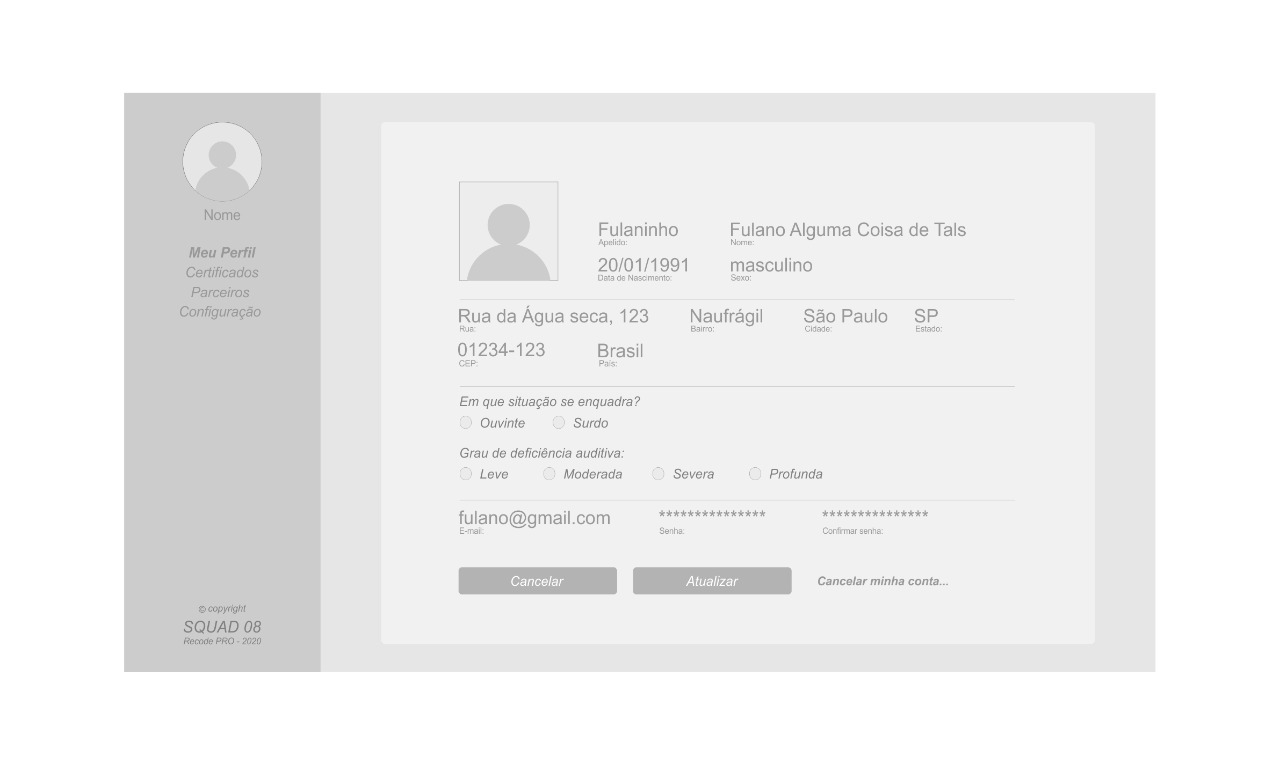 Nome
Meu Perfil
Certificados
Parceiros
Configuração
© copyright
SQUAD 08
Recode PRO - 2020
Fulaninho Fulano Alguma Coisa de Tals
Apelido: Nome:
20/01/1991 masculino
Data de Nascimento: Sexo:
Rua da Água seca, 123 Naufrágil São Paulo SP
Rua: Bairro: Cidade: Estado:
01234-123 Brasil
CEP: País:
Em que situação se enquadra?
Ouvinte Surdo
Grau de deficiência auditiva:
Leve Moderada Severa Profunda
fulano@gmail.com *************** ***************
E-mail: Senha: Confirmar senha:
Cancelar Atualizar Cancelar minha conta...